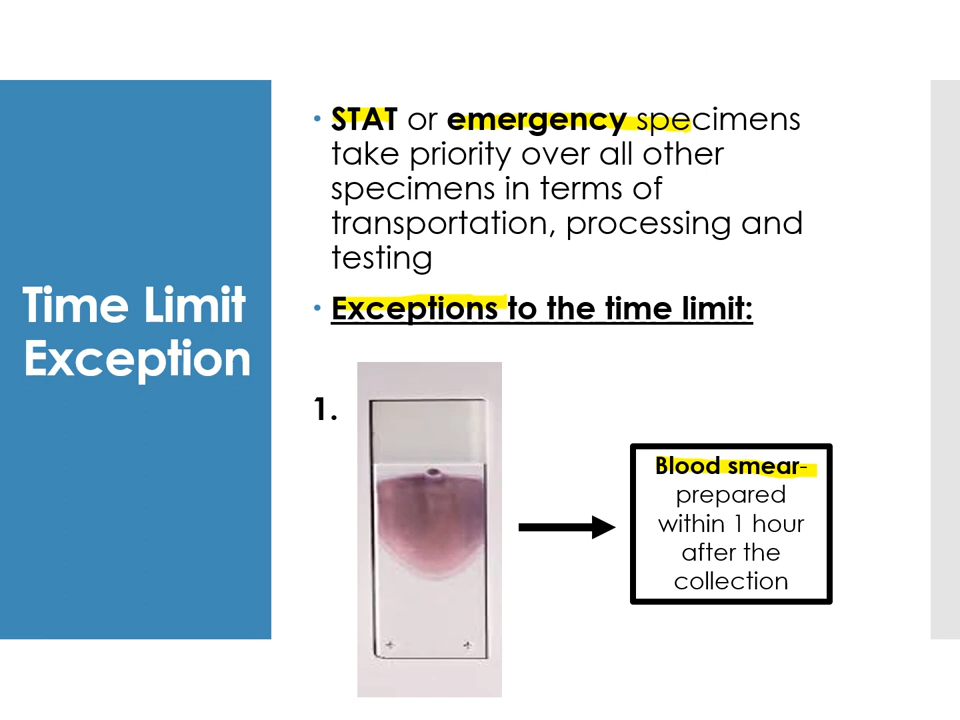 Time Limit
Exception
STAT or emergency specimens
take priority over all other
specimens in terms of
transportation, processing and
testing
Exceptions to the time limit:
1.
Blood smear-
prepared
within 1 hour
after the
collection